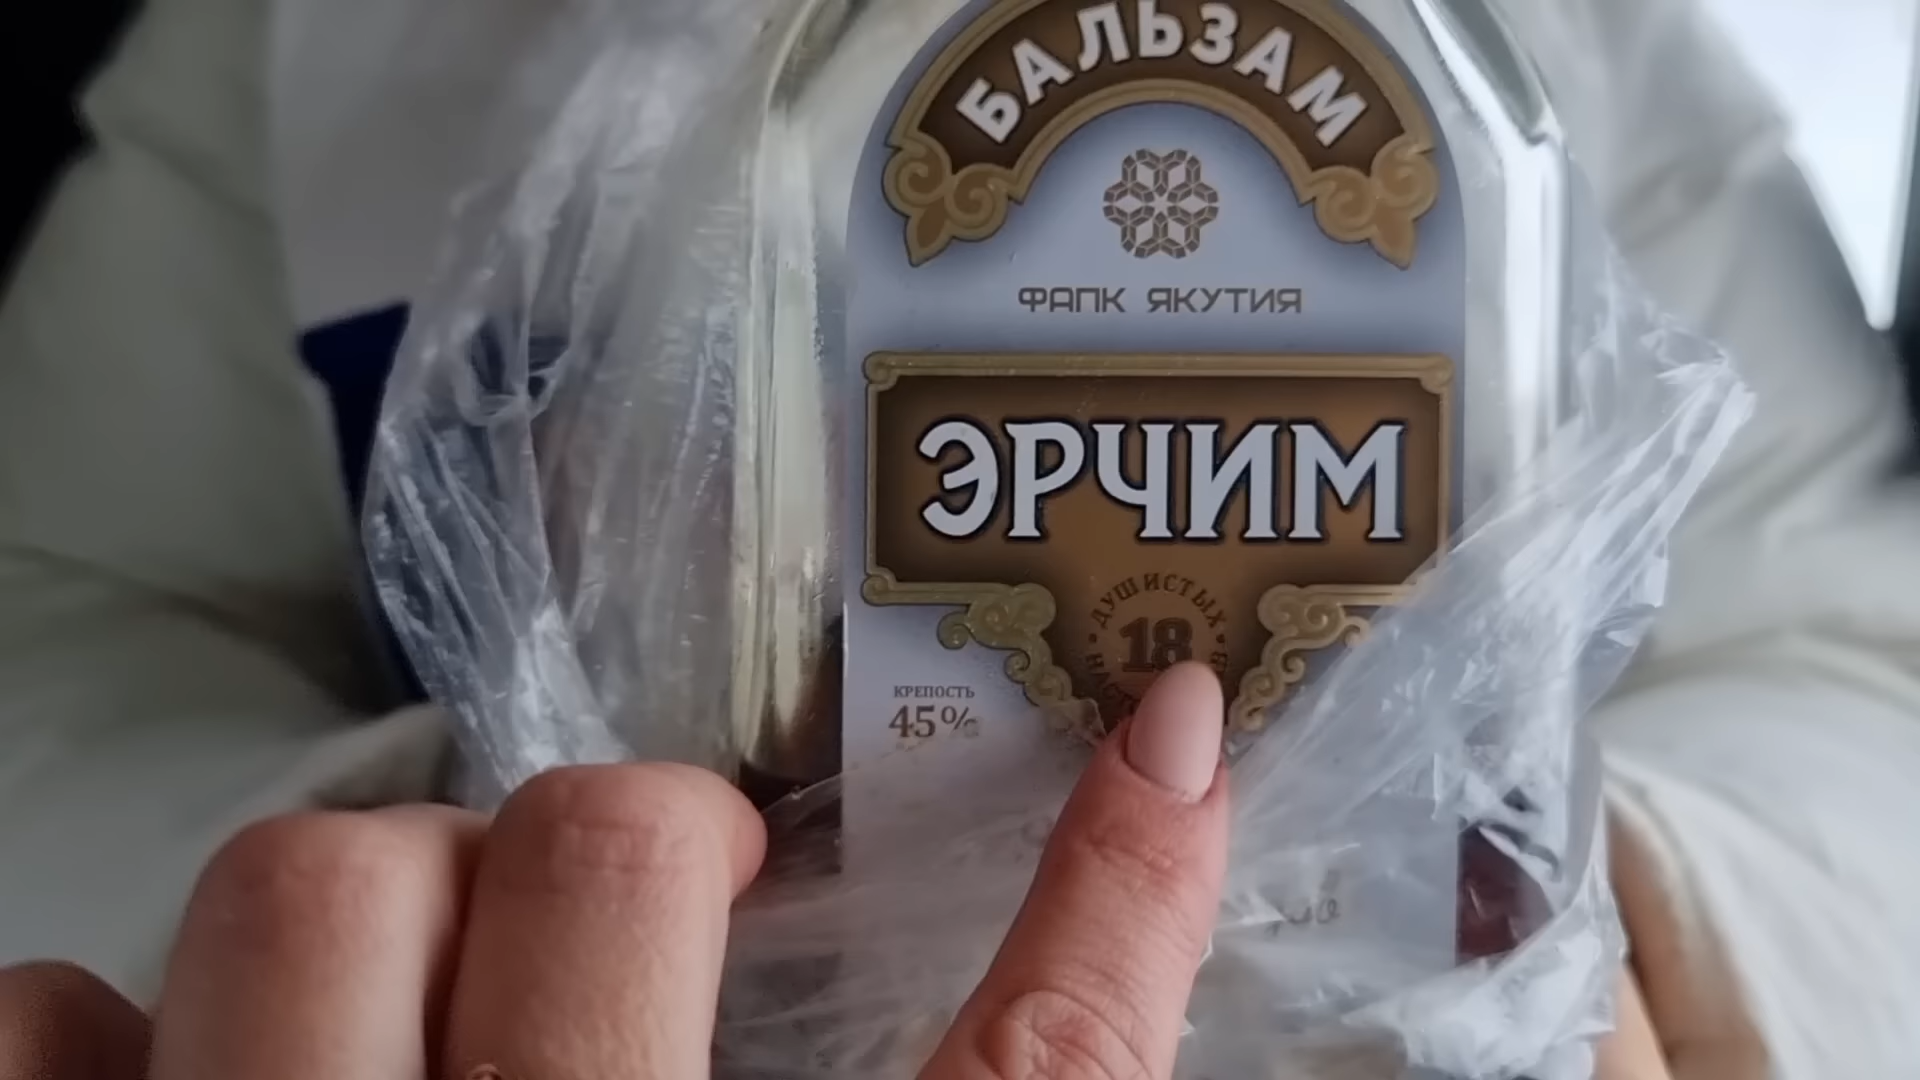 БАЛЬЗАМ
ФАПК ЯКУТИЯ
ЭРЧИМ
ДУШИСТЫХ
18
КРЕПОСТЬ
45%